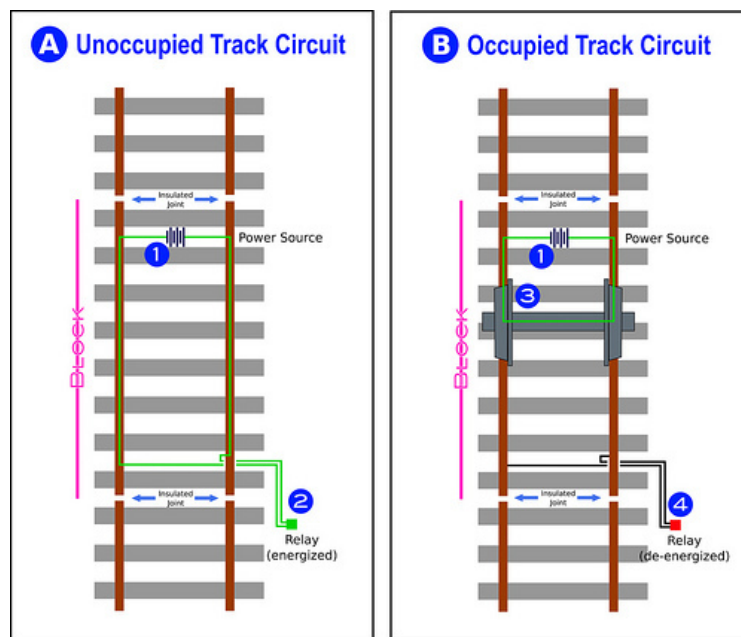 A Unoccupied Track Circuit
Insulated
Joint
1
Power Source
BLOCK
Insulated
Joint
2
Relay
(energized)
B Occupied Track Circuit
Insulated
Joint
1
Power Source
3
BLOCK
Insulated
Joint
4
Relay
(de-energized)